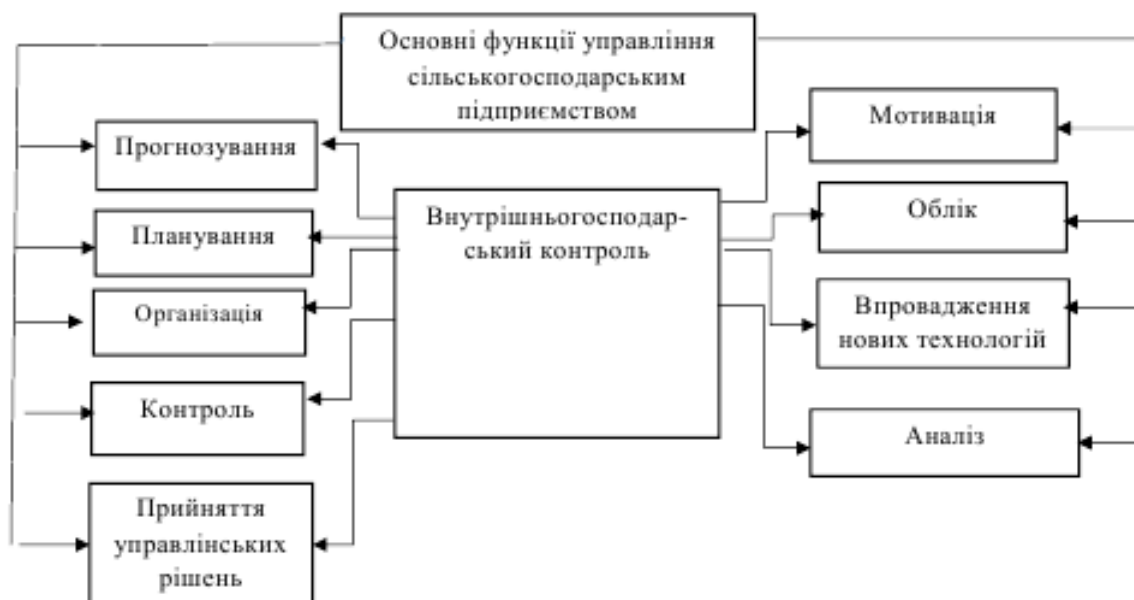 Основні функції управління
сільськогосподарським
підприємством
Прогнозування
Планування
Організація
Контроль
Прийняття
управлінських
рішень
Внутрішньогосподар-
ський контроль
Мотивація
Облік
Впровадження
нових технологій
Аналіз